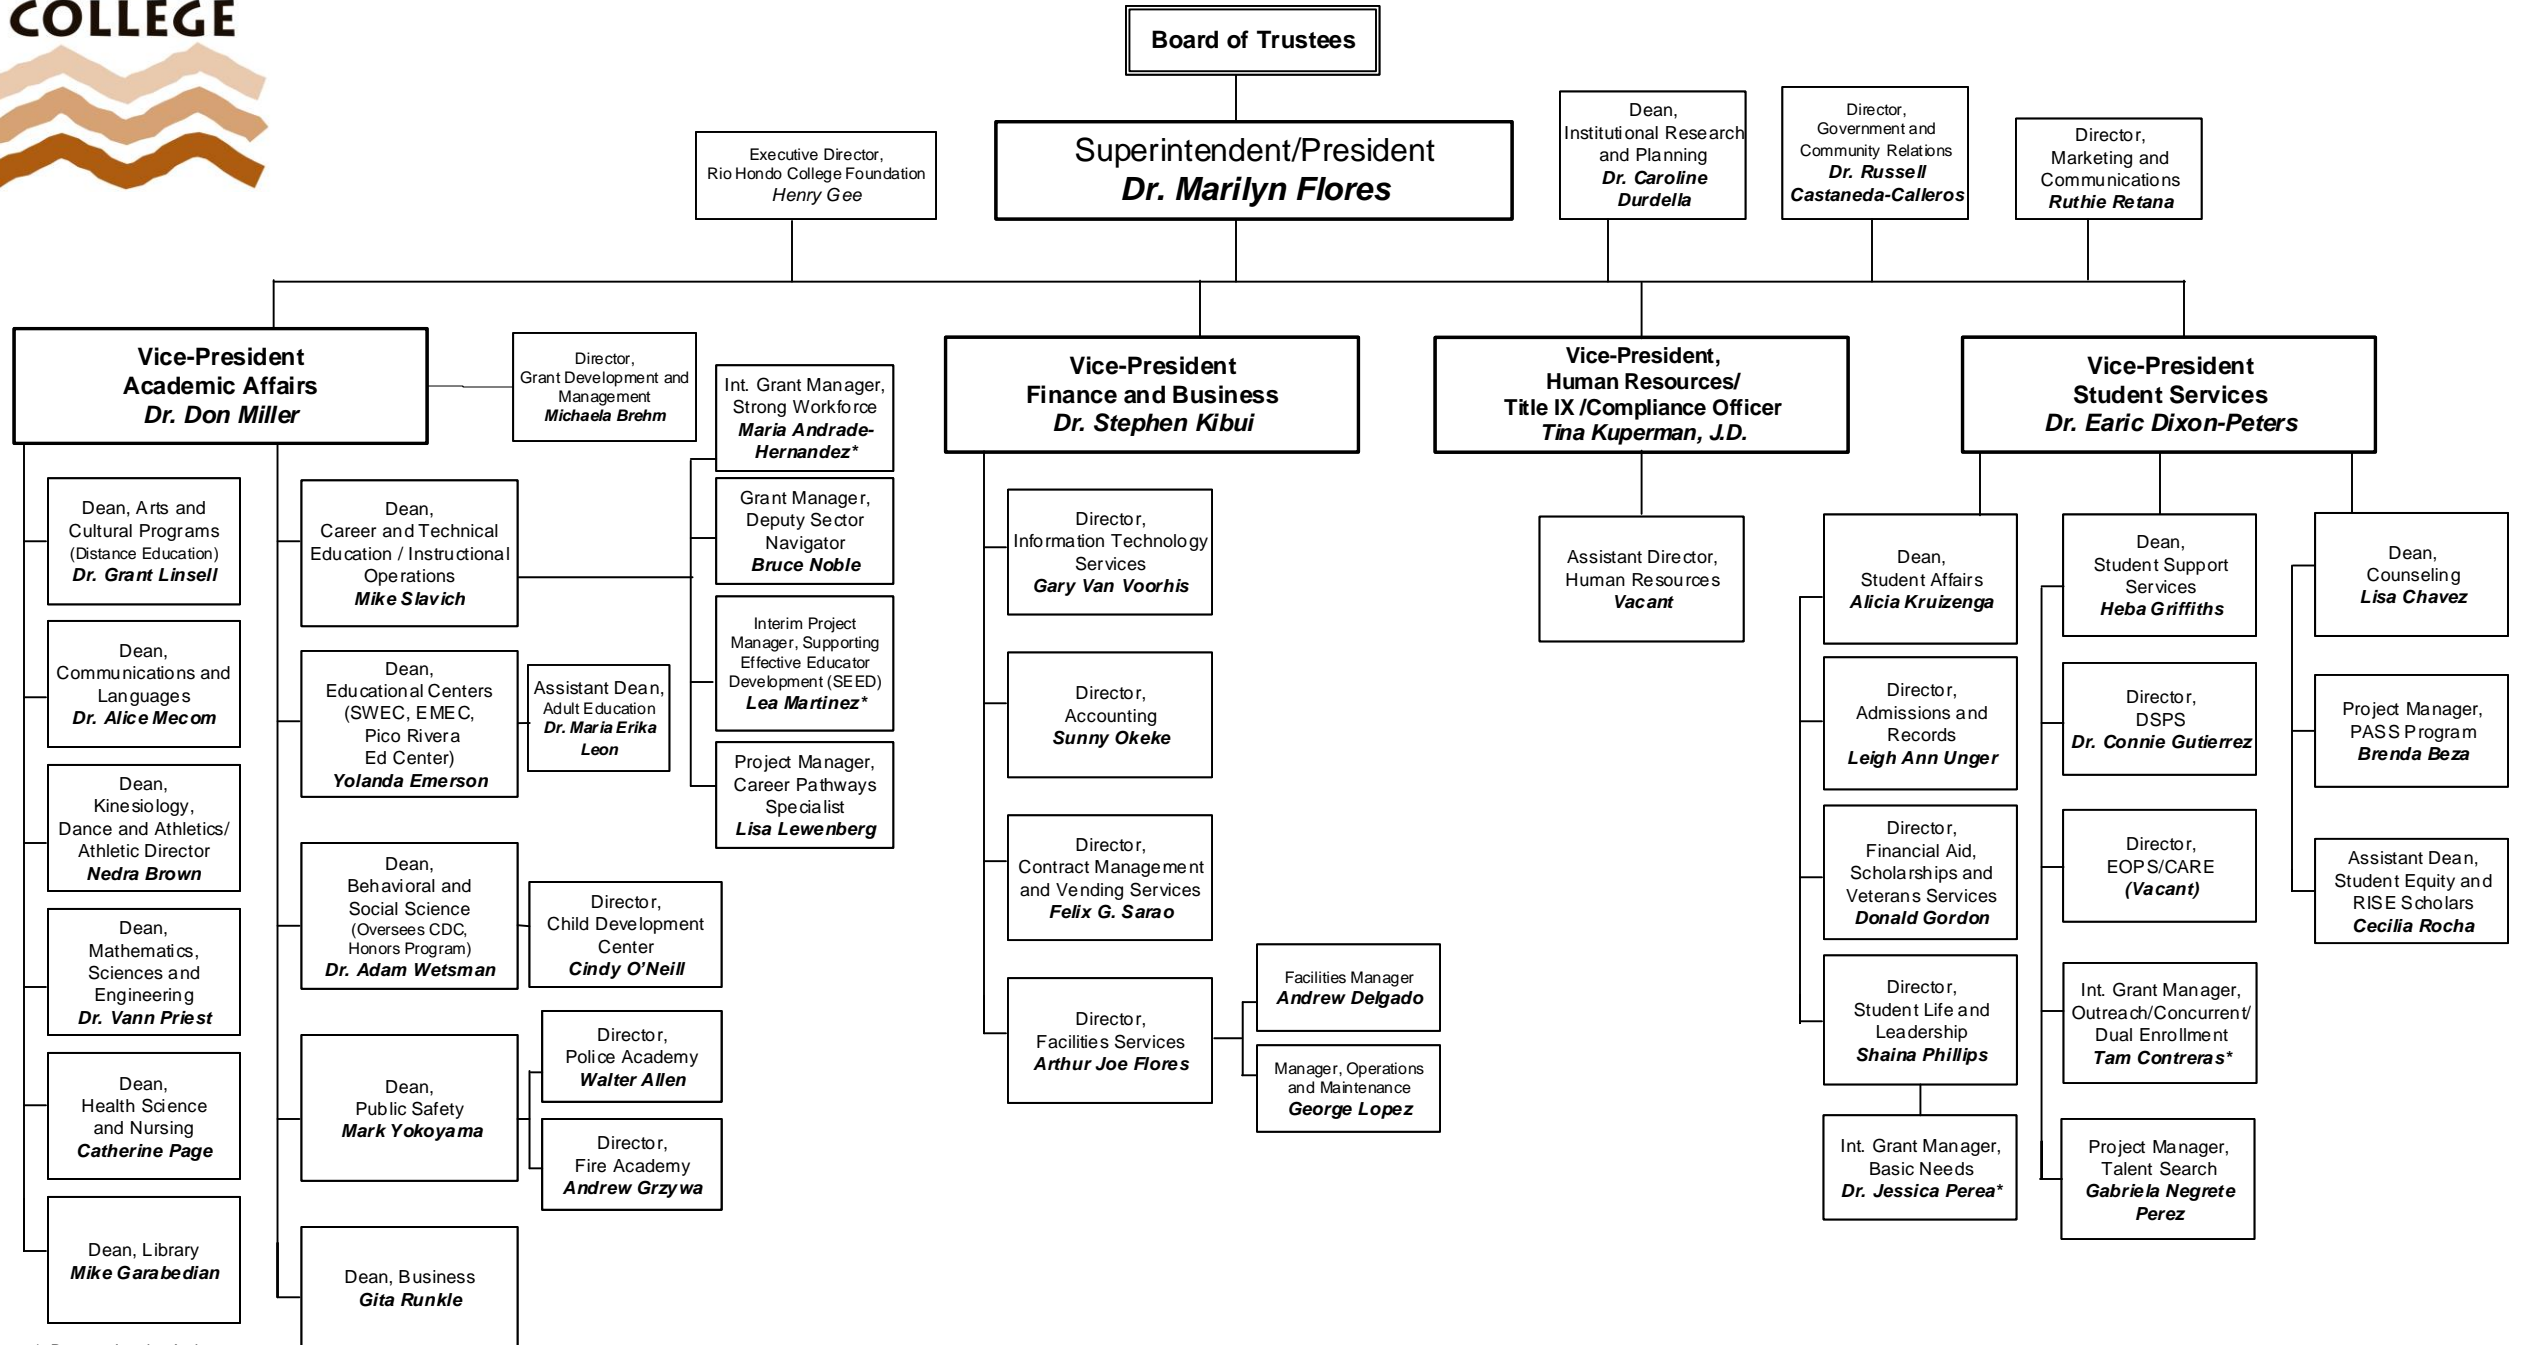 COLLEGE
Board of Trustees
Superintendent/President
Dr. Marilyn Flores
Executive Director,
Rio Hondo College Foundation
Henry Gee
Dean,
Institutional Research
and Planning
Dr. Caroline
Durdella
Director,
Government and
Community Relations
Dr. Russell
Castaneda-Calleros
Director,
Marketing and
Communications
Ruthie Retana
Vice-President
Academic Affairs
Dr. Don Miller
Director,
Grant Development and
Management
Michaela Brehm
Vice-President
Finance and Business
Dr. Stephen Kibui
Vice-President,
Human Resources/
Title IX /Compliance Officer
Tina Kuperman, J.D.
Vice-President
Student Services
Dr. Earic Dixon-Peters
Dean, Arts and
Cultural Programs
(Distance Education)
Dr. Grant Linsell
Dean,
Communications and
Languages
Dr. Alice Mecom
Dean,
Kinesiology,
Dance and Athletics/
Athletic Director
Nedra Brown
Dean,
Mathematics,
Sciences and
Engineering
Dr. Vann Priest
Dean,
Health Science
and Nursing
Catherine Page
Dean, Library
Mike Garabedian
Dean,
Career and Technical
Education / Instructional
Operations
Mike Slavich
Int. Grant Manager,
Strong Workforce
Maria Andrade-
Hernandez*
Grant Manager,
Deputy Sector
Navigator
Bruce Noble
Interim Project
Manager, Supporting
Effective Educator
Development (SEED)
Lea Martinez*
Project Manager,
Career Pathways
Specialist
Lisa Lewenberg
Dean,
Educational Centers
(SWEC, EMEC,
Pico Rivera
Ed Center)
Yolanda Emerson
Assistant Dean,
Adult Education
Dr. Maria Erika
Leon
Dean,
Behavioral and
Social Science
(Oversees CDC,
Honors Program)
Dr. Adam Wetsman
Director,
Child Development
Center
Cindy O’Neill
Dean,
Public Safety
Mark Yokoyama
Director,
Police Academy
Walter Allen
Director,
Fire Academy
Andrew Grzywa
Dean, Business
Gita Runkle
Director,
Information Technology
Services
Gary Van Voorhis
Director,
Accounting
Sunny Okeke
Director,
Contract Management
and Vending Services
Felix G. Sarao
Director,
Facilities Services
Arthur Joe Flores
Facilities Manager
Andrew Delgado
Manager, Operations
and Maintenance
George Lopez
Assistant Director,
Human Resources
Vacant
Dean,
Student Affairs
Alicia Kruizenga
Director,
Admissions and
Records
Leigh Ann Unger
Director,
Financial Aid,
Scholarships and
Veterans Services
Donald Gordon
Director,
Student Life and
Leadership
Shaina Phillips
Int. Grant Manager,
Basic Needs
Dr. Jessica Perea*
Dean,
Student Support
Services
Heba Griffiths
Director,
DSPS
Dr. Connie Gutierrez
Director,
EOPS/CARE
(Vacant)
Int. Grant Manager,
Outreach/Concurrent/
Dual Enrollment
Tam Contreras*
Project Manager,
Talent Search
Gabriela Negrete
Perez
Dean,
Counseling
Lisa Chavez
Project Manager,
PASS Program
Brenda Beza
Assistant Dean,
Student Equity and
RISE Scholars
Cecilia Rocha